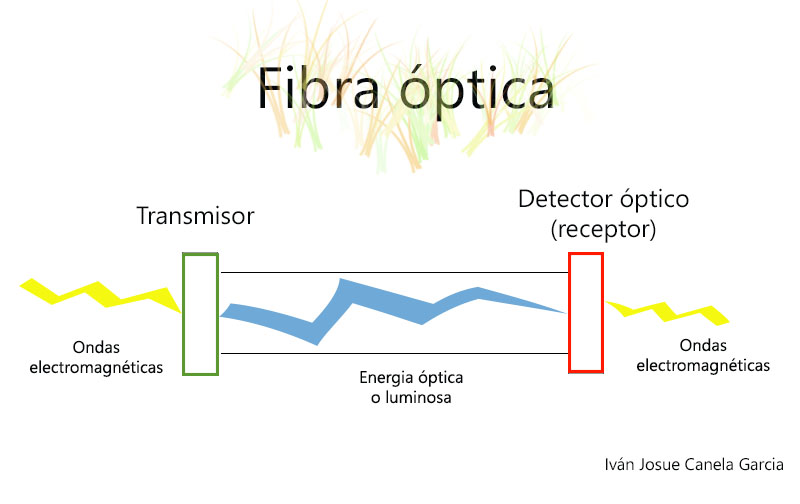 Fibra óptica
Transmisor
Detector óptico
(receptor)
Ondas
electromagnéticas
Energia óptica
o luminosa
Ondas
electromagnéticas
Iván Josue Canela Garcia